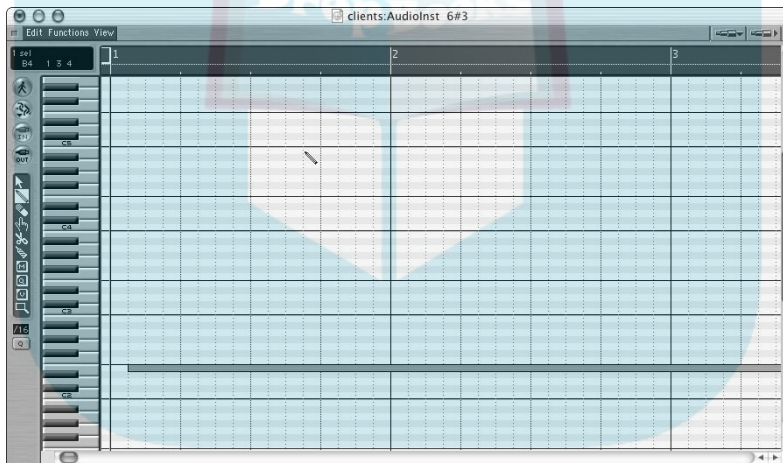 clients:AudioInst 6#3
Edit Functions View
1 sel
B4 1 3 4
1 2 3
IN
OUT
C5
C4
C3
C2
/16
Q